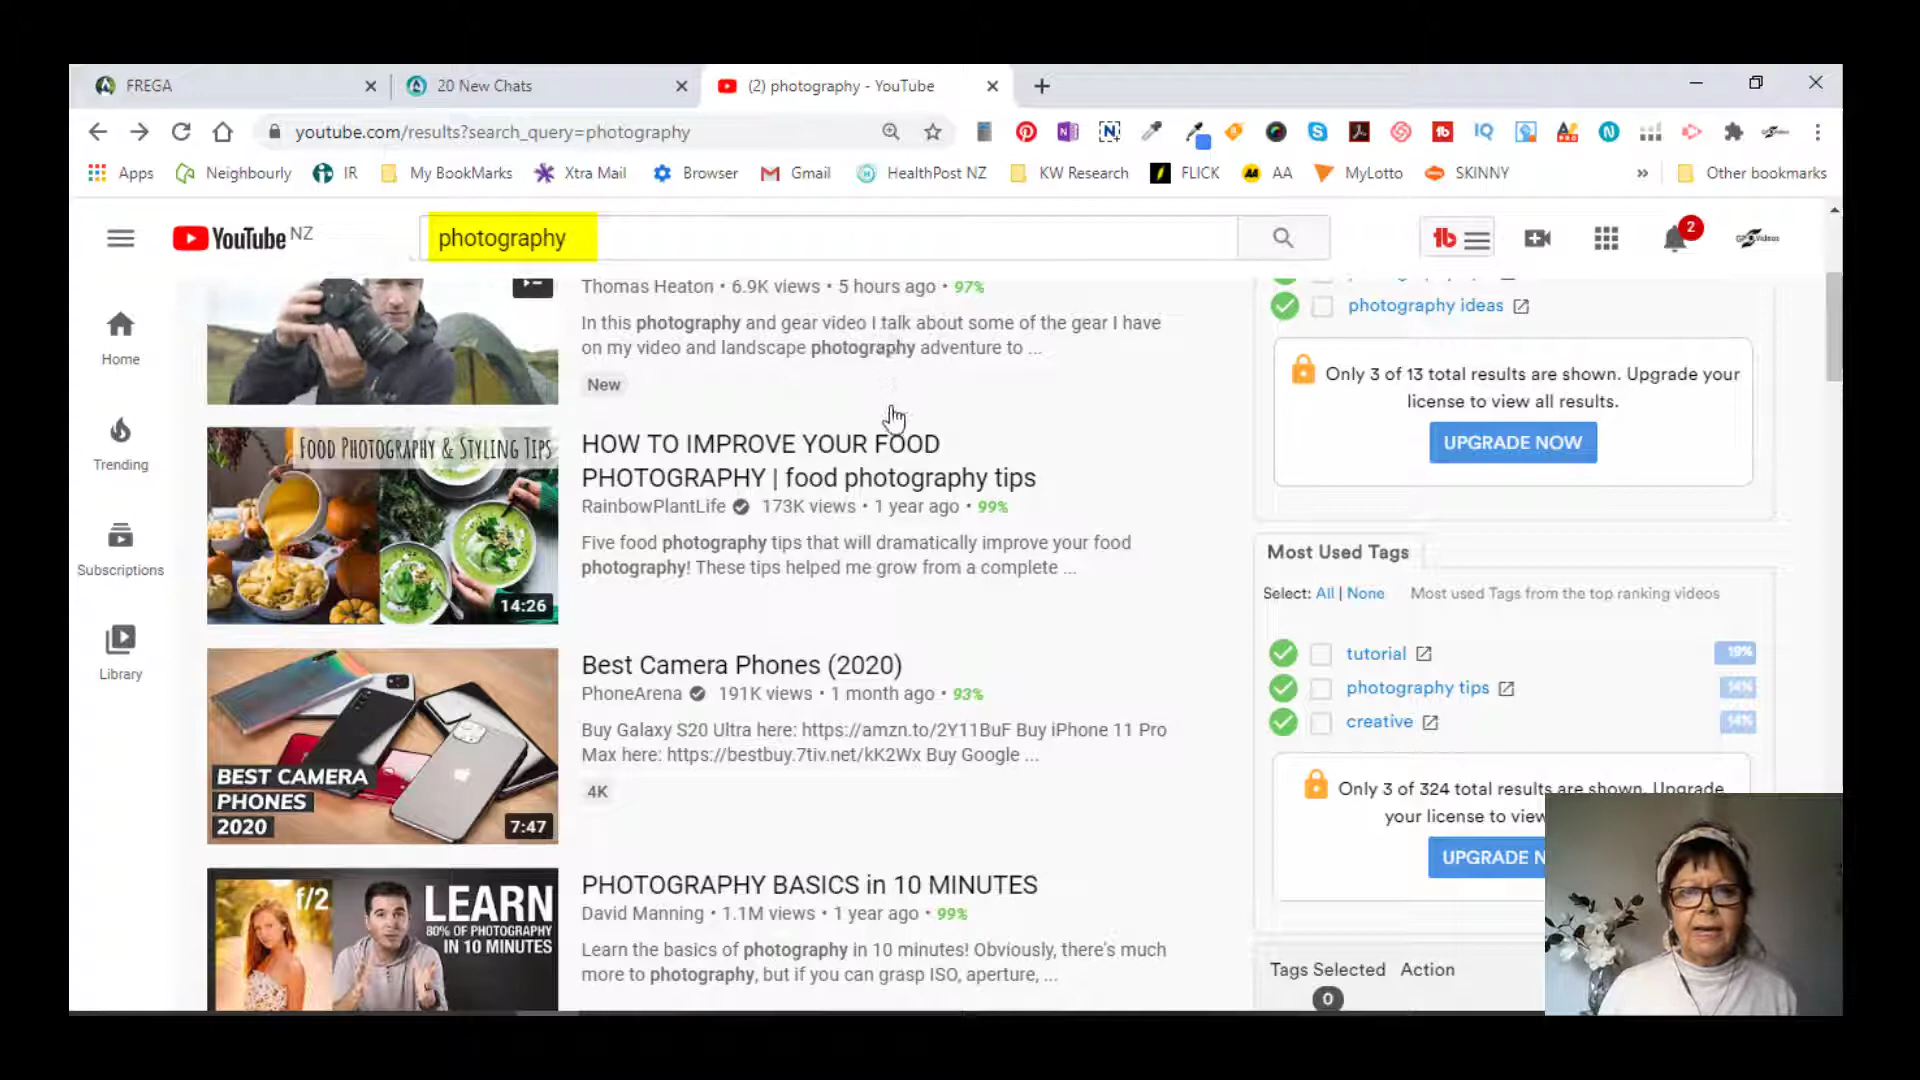 FREGA
20 New Chats
(2) photography - YouTube
youtube.com/results?search_query=photography
Apps
Neighbourly
IR
My BookMarks
Xtra Mail
Browser
Gmail
HealthPost NZ
KW Research
FLICK
AA
MyLotto
SKINNY
»
Other bookmarks
YouTube NZ
photography
2
Home
Trending
Subscriptions
Library
Thomas Heaton • 6.9K views • 5 hours ago • 97%
In this photography and gear video I talk about some of the gear I have
on my video and landscape photography adventure to ...
New
FOOD PHOTOGRAPHY & STYLING TIPS
14:26
HOW TO IMPROVE YOUR FOOD
PHOTOGRAPHY | food photography tips
RainbowPlantLife 173K views • 1 year ago • 99%
Five food photography tips that will dramatically improve your food
photography! These tips helped me grow from a complete ...
BEST CAMERA
PHONES
2020
7:47
Best Camera Phones (2020)
PhoneArena 191K views • 1 month ago • 93%
Buy Galaxy S20 Ultra here: https://amzn.to/2Y11BuF Buy iPhone 11 Pro
Max here: https://bestbuy.7tiv.net/kK2Wx Buy Google ...
4K
f/2
LEARN
80% OF PHOTOGRAPHY
IN 10 MINUTES
PHOTOGRAPHY BASICS in 10 MINUTES
David Manning • 1.1M views • 1 year ago • 99%
Learn the basics of photography in 10 minutes! Obviously, there's much
more to photography, but if you can grasp ISO, aperture, ...
photography ideas
Only 3 of 13 total results are shown. Upgrade your
license to view all results.
UPGRADE NOW
Most Used Tags
Select: All | None Most used Tags from the top ranking videos
tutorial 19%
photography tips 14%
creative 14%
Only 3 of 324 total results are shown. Upgrade
your license to view
UPGRADE N
Tags Selected Action
0